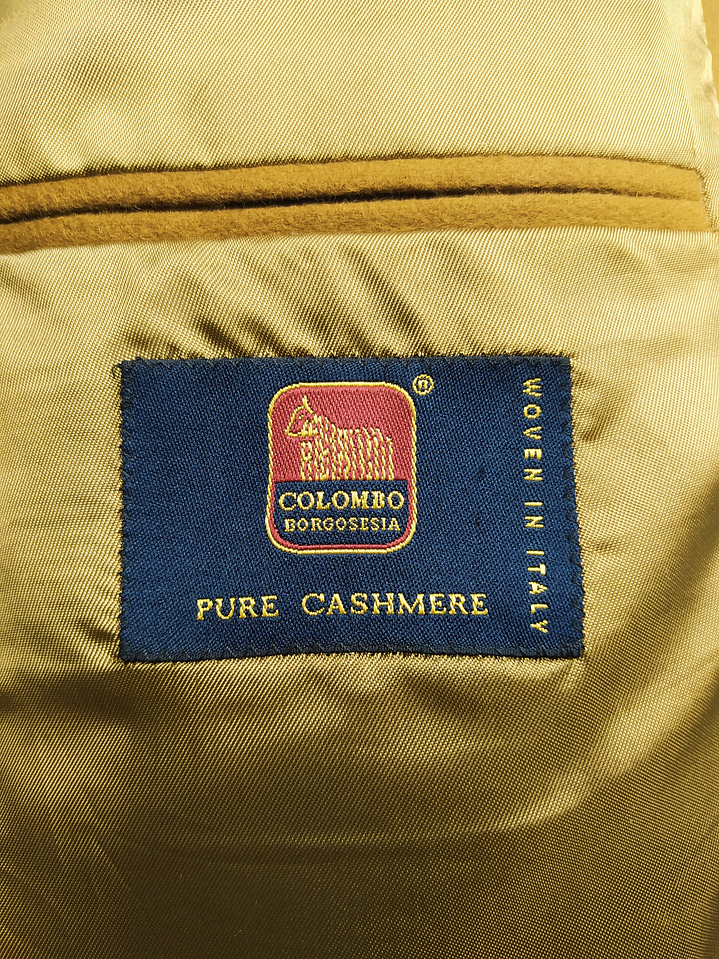 COLOMBO
BORGOSESIA
PURE CASHMERE
WOVEN IN ITALY